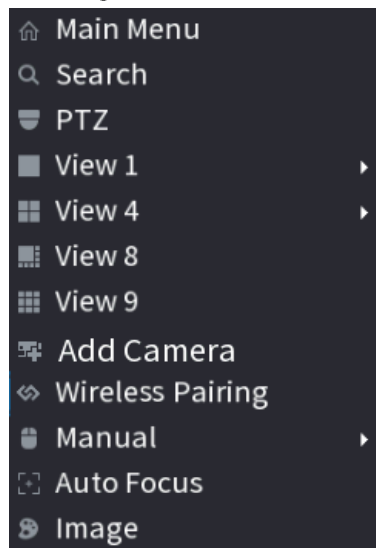 Main Menu
Search
PTZ
View 1
View 4
View 8
View 9
Add Camera
Wireless Pairing
Manual
Auto Focus
Image